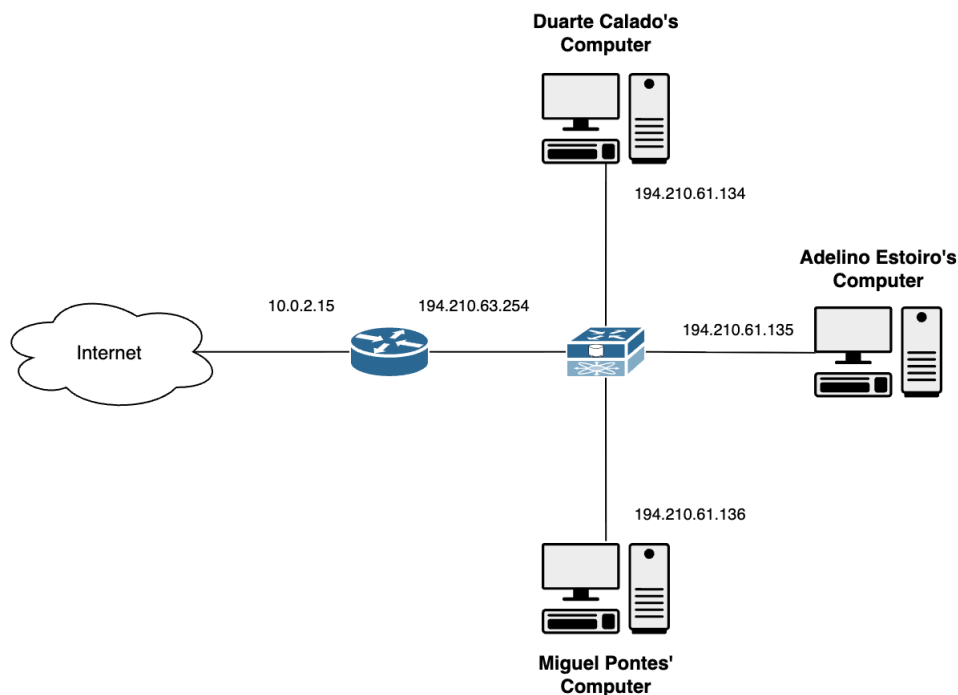 Duarte Calado's
Computer
194.210.61.134
Adelino Estoiro's
Computer
10.0.2.15
194.210.63.254
194.210.61.135
Internet
194.210.61.136
Miguel Pontes'
Computer